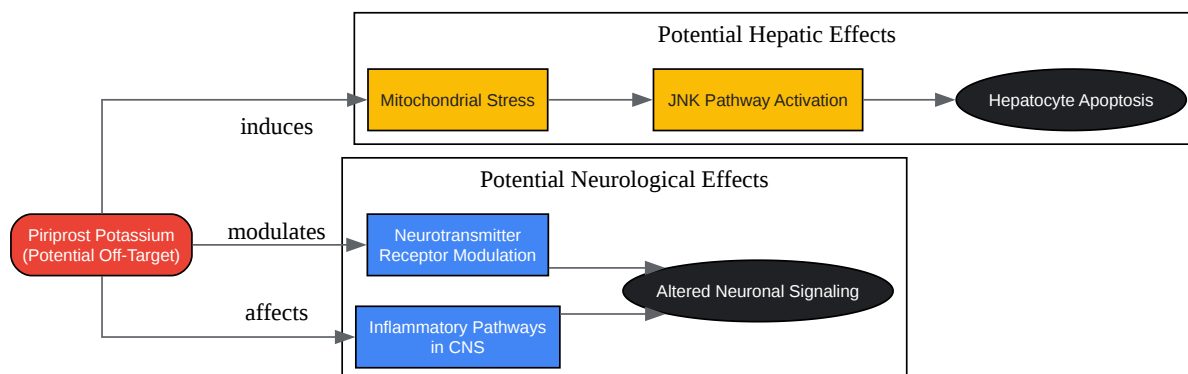 Potential Hepatic Effects
Mitochondrial Stress
JNK Pathway Activation
Hepatocyte Apoptosis
induces
Potential Neurological Effects
Piriprost Potassium
(Potential Off-Target)
modulates
Neurotransmitter
Receptor Modulation
Altered Neuronal Signaling
affects
Inflammatory Pathways
in CNS